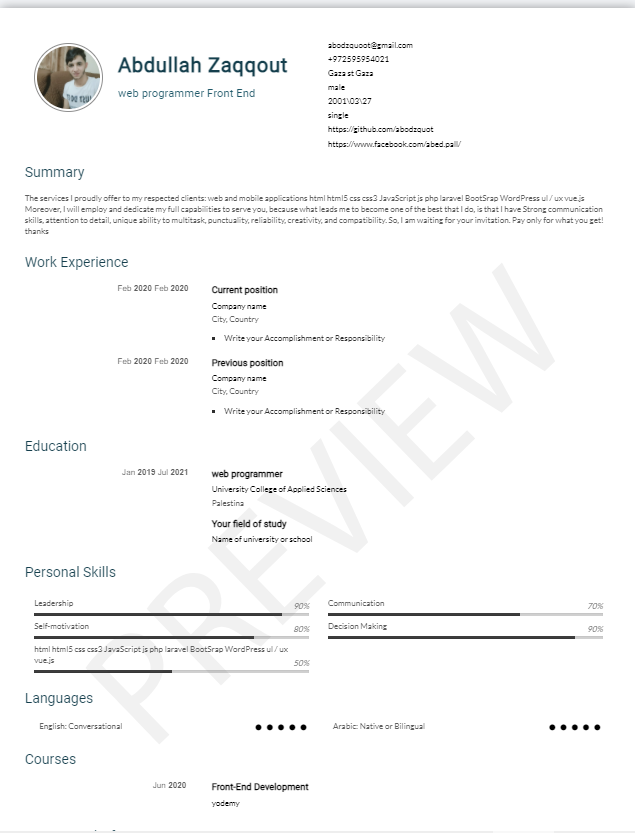 Abdullah Zaqqout
web programmer Front End
abodzquoot@gmail.com
+972595954021
Gaza st Gaza
male
2001\03\27
single
https://github.com/abodzquot
https://www.facebook.com/abed.pall/
Summary
The services I proudly offer to my respected clients: web and mobile applications html html5 css css3 JavaScript js php laravel BootSrap WordPress ul / ux vue.js
Moreover, I will employ and dedicate my full capabilities to serve you, because what leads me to become one of the best that I do, is that I have Strong communication
skills, attention to detail, unique ability to multitask, punctuality, reliability, creativity, and compatibility. So, I am waiting for your invitation. Pay only for what you get!
thanks
Work Experience
Feb 2020 Feb 2020
Current position
Company name
City, Country
Write your Accomplishment or Responsibility
Feb 2020 Feb 2020
Previous position
Company name
City, Country
Write your Accomplishment or Responsibility
Education
Jan 2019 Jul 2021
web programmer
University College of Applied Sciences
Palestina
Your field of study
Name of university or school
Personal Skills
Leadership 90%
Communication 70%
Self-motivation 80%
Decision Making 90%
html html5 css css3 JavaScript js php laravel BootSrap WordPress ul / ux
vue.js 50%
Languages
English: Conversational
Arabic: Native or Bilingual
Courses
Jun 2020
Front-End Development
yodemy
PREVIEW